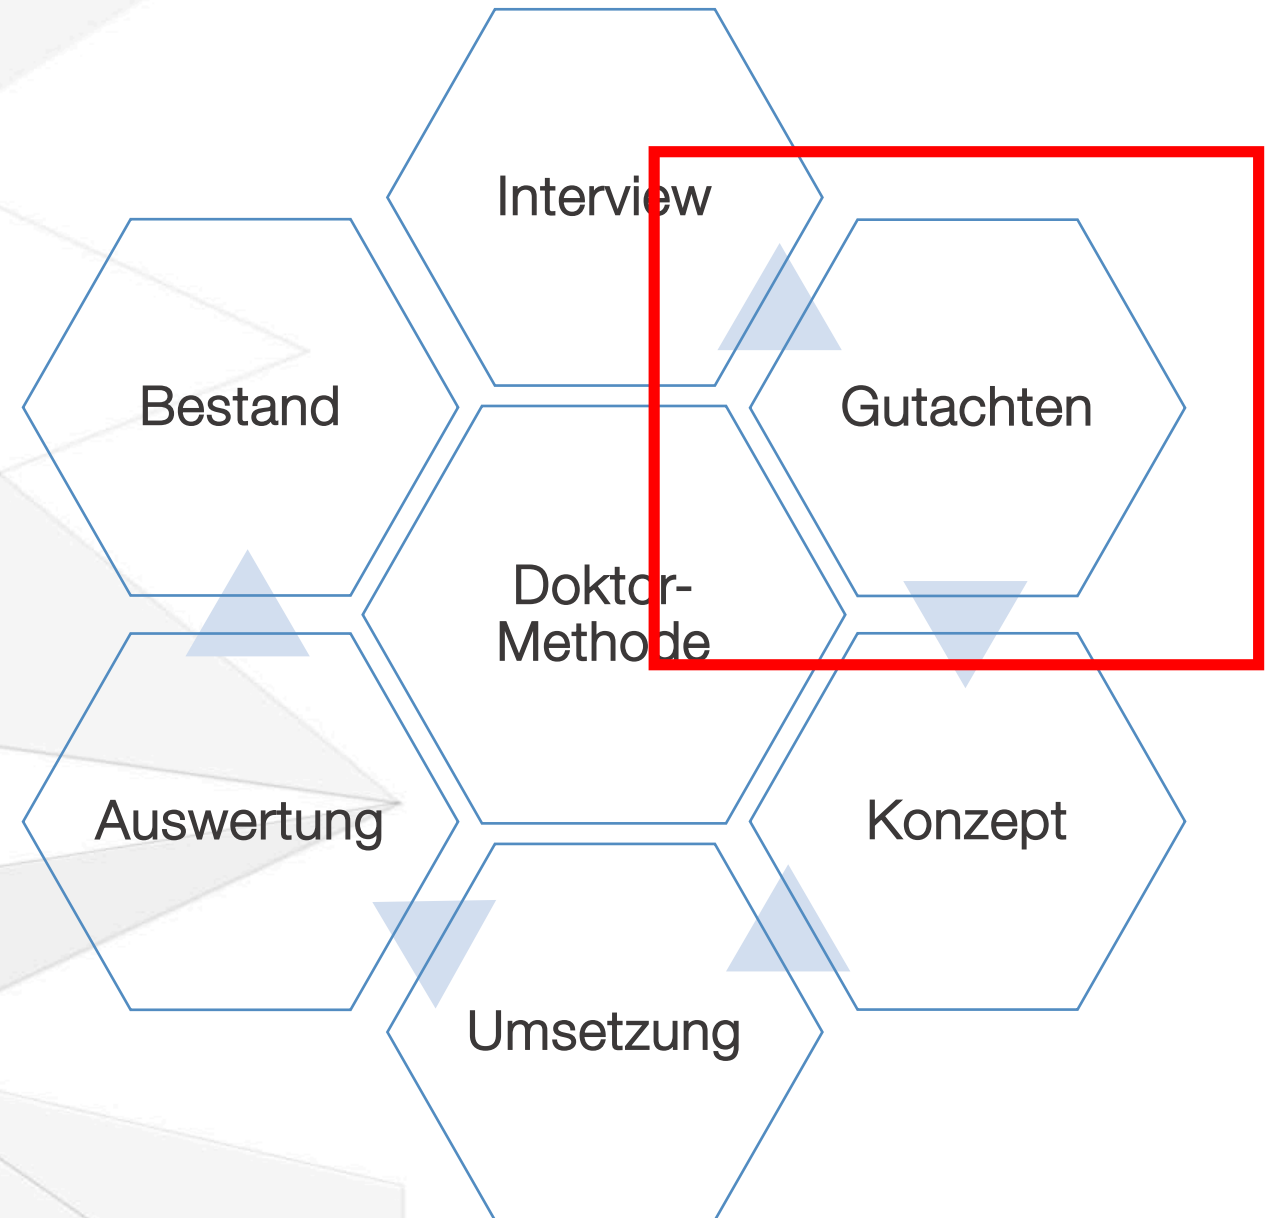 Interview
Bestand
Gutachten
Doktor-
Methode
Auswertung
Konzept
Umsetzung